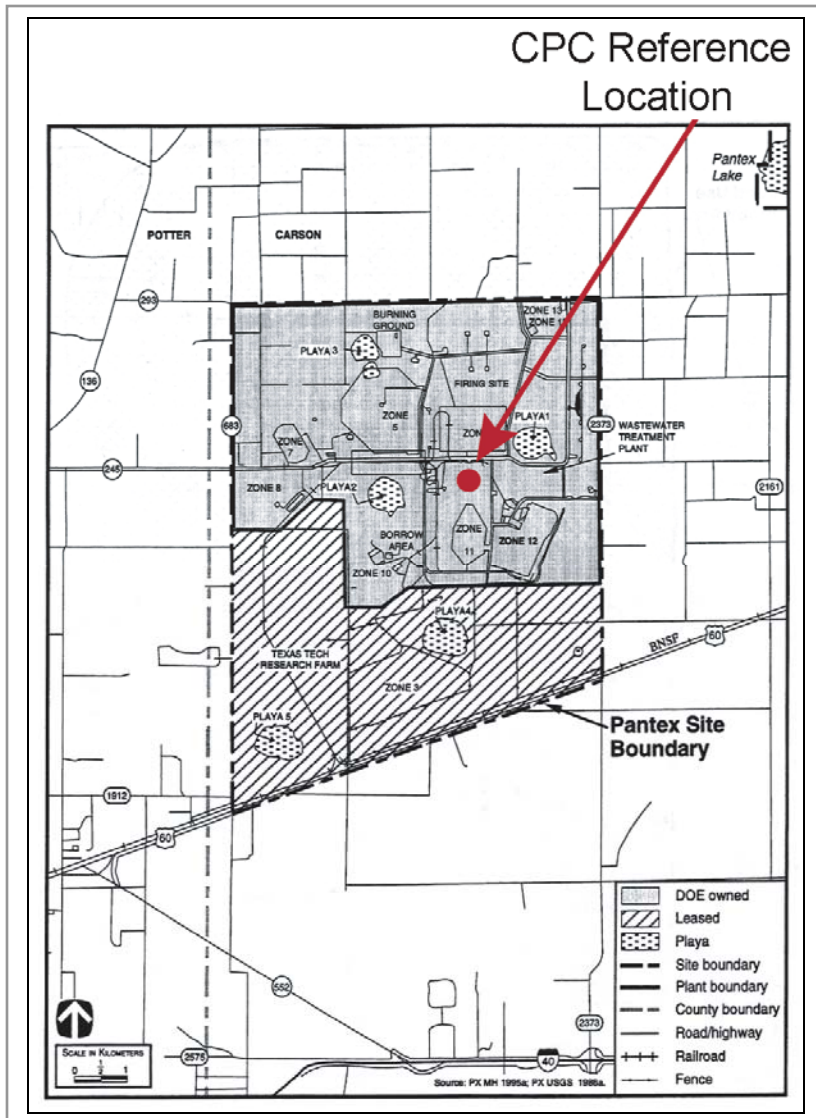 CPC Reference
Location
Pantex
Lake
POTTER
CARSON
293
BURNING
GROUND
ZONE 13
PLAYA 3
136
FIRING SITE
683
ZONE
5
PLAYA1
2373
WASTEWATER
TREATMENT
PLANT
ZONE
7
245
ZONE 8
PLAYA2
2161
BORROW
AREA
ZONE
11
ZONE 12
ZONE 10
PLAYA4
60
BNSF
TEXAS TECH
RESEARCH FARM
ZONE 3
PLAYA 5
Pantex Site
Boundary
1912
60
DOE owned
Leased
Playa
Site boundary
Plant boundary
County boundary
Road/highway
Railroad
Fence
552
2373
SCALE IN KILOMETERS
0 1/2 1
2575
40
Source: PX MH 1995a; PX USGS 1986a.